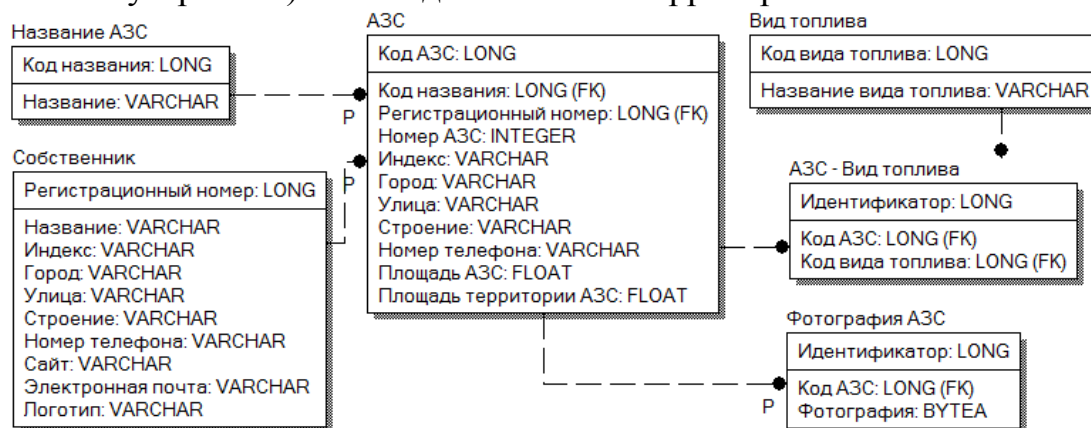 Название АЗС
Код названия: LONG
Название: VARCHAR
P
Собственник
Регистрационный номер: LONG
Название: VARCHAR
Индекс: VARCHAR
Город: VARCHAR
Улица: VARCHAR
Строение: VARCHAR
Номер телефона: VARCHAR
Сайт: VARCHAR
Электронная почта: VARCHAR
Логотип: VARCHAR
P
АЗС
Код АЗС: LONG
Код названия: LONG (FK)
Регистрационный номер: LONG (FK)
Номер АЗС: INTEGER
Индекс: VARCHAR
Город: VARCHAR
Улица: VARCHAR
Строение: VARCHAR
Номер телефона: VARCHAR
Площадь АЗС: FLOAT
Площадь территории АЗС: FLOAT
Вид топлива
Код вида топлива: LONG
Название вида топлива: VARCHAR
АЗС - Вид топлива
Идентификатор: LONG
Код АЗС: LONG (FK)
Код вида топлива: LONG (FK)
Фотография АЗС
Идентификатор: LONG
Код АЗС: LONG (FK)
Фотография: BYTEA
P